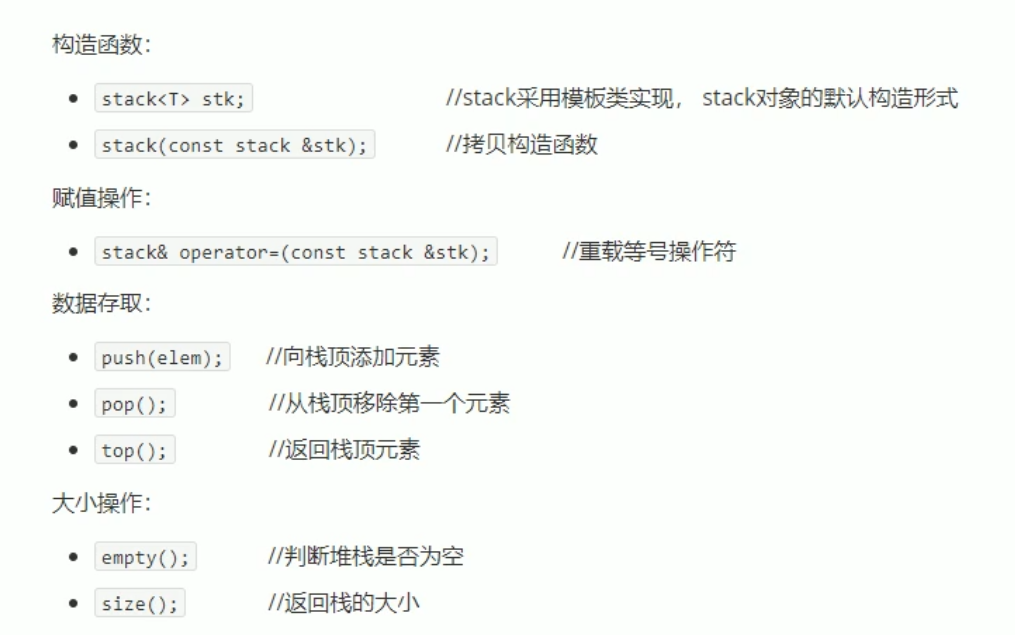 构造函数：
stack<T> stk; //stack采用模板类实现， stack对象的默认构造形式
stack(const stack &stk); //拷贝构造函数
赋值操作：
stack& operator=(const stack &stk); //重载等号操作符
数据存取：
push(elem); //向栈顶添加元素
pop(); //从栈顶移除第一个元素
top(); //返回栈顶元素
大小操作：
empty(); //判断堆栈是否为空
size(); //返回栈的大小